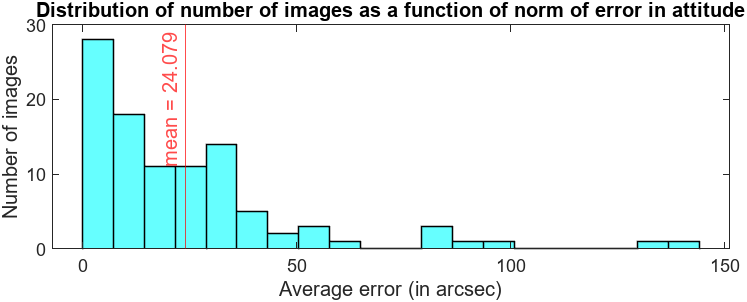 Distribution of number of images as a function of norm of error in attitude
Number of images
30
20
10
0
mean = 24.079
0
50
100
150
Average error (in arcsec)